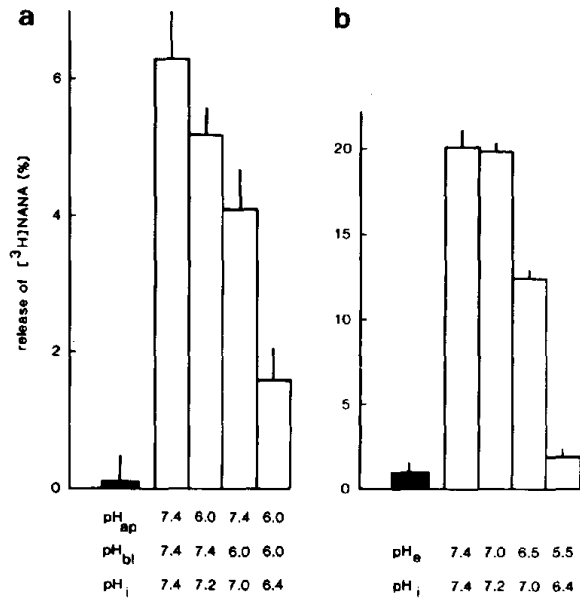 a
b
release of [³H]NANA (%)
6
4
2
0
20
15
10
5
0
pH_ap 7.4 6.0 7.4 6.0
pH_bl 7.4 7.4 6.0 6.0
pH_i 7.4 7.2 7.0 6.4
pH_e 7.4 7.0 6.5 5.5
pH_i 7.4 7.2 7.0 6.4